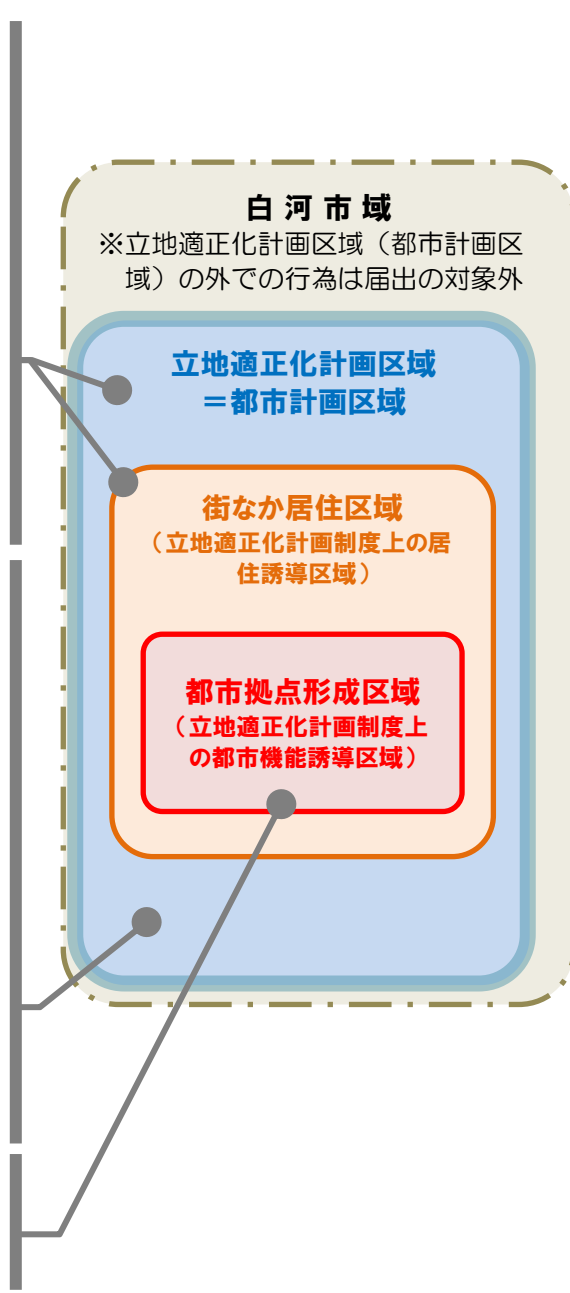 白河市域
※立地適正化計画区域（都市計画区
域）の外での行為は届出の対象外
立地適正化計画区域
＝都市計画区域
街なか居住区域
（立地適正化計画制度上の居
住誘導区域）
都市拠点形成区域
（立地適正化計画制度上
の都市機能誘導区域）